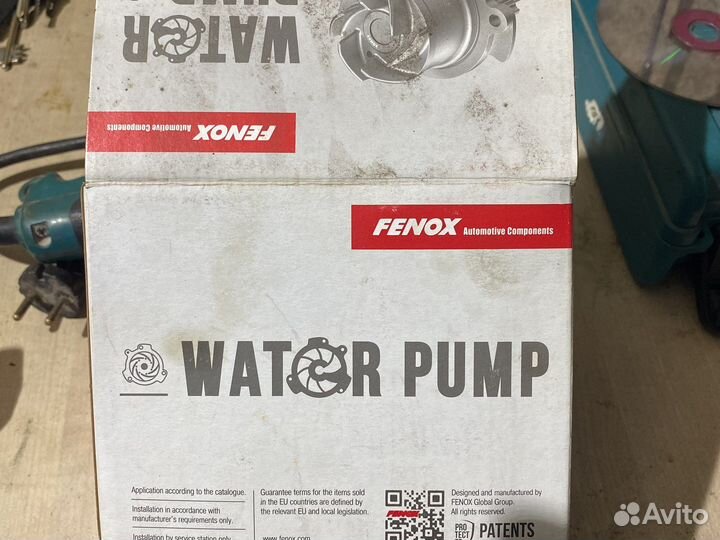 WATER
PUMP
FENOX Automotive Components
FENOX Automotive Components
WATER PUMP
Application according to the catalogue.
Installation in accordance with
manufacturer's requirements only.
Installation by service station only
Guarantee terms for the items sold
in the EU countries are defined by
the relevant EU and local legislation.
www.fenox.com
FENOX
Designed and manufactured by
FENOX Global Group.
All rights reserved.
PRO
TECT
PATENTS
Avito